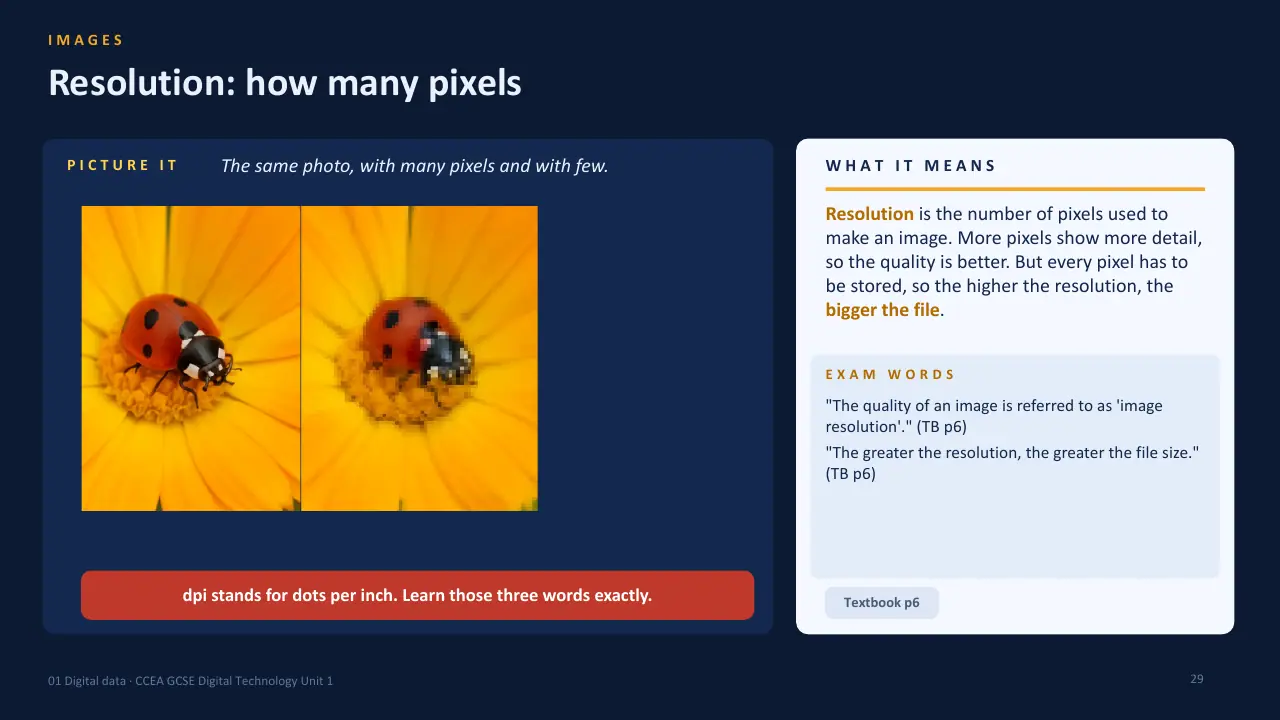 IMAGES
Resolution: how many pixels
PICTURE IT
The same photo, with many pixels and with few.
dpi stands for dots per inch. Learn those three words exactly.
WHAT IT MEANS
Resolution is the number of pixels used to
make an image. More pixels show more detail,
so the quality is better. But every pixel has to
be stored, so the higher the resolution, the
bigger the file.
EXAM WORDS
"The quality of an image is referred to as 'image
resolution'." (TB p6)
"The greater the resolution, the greater the file size."
(TB p6)
Textbook p6
01 Digital data · CCEA GCSE Digital Technology Unit 1
29